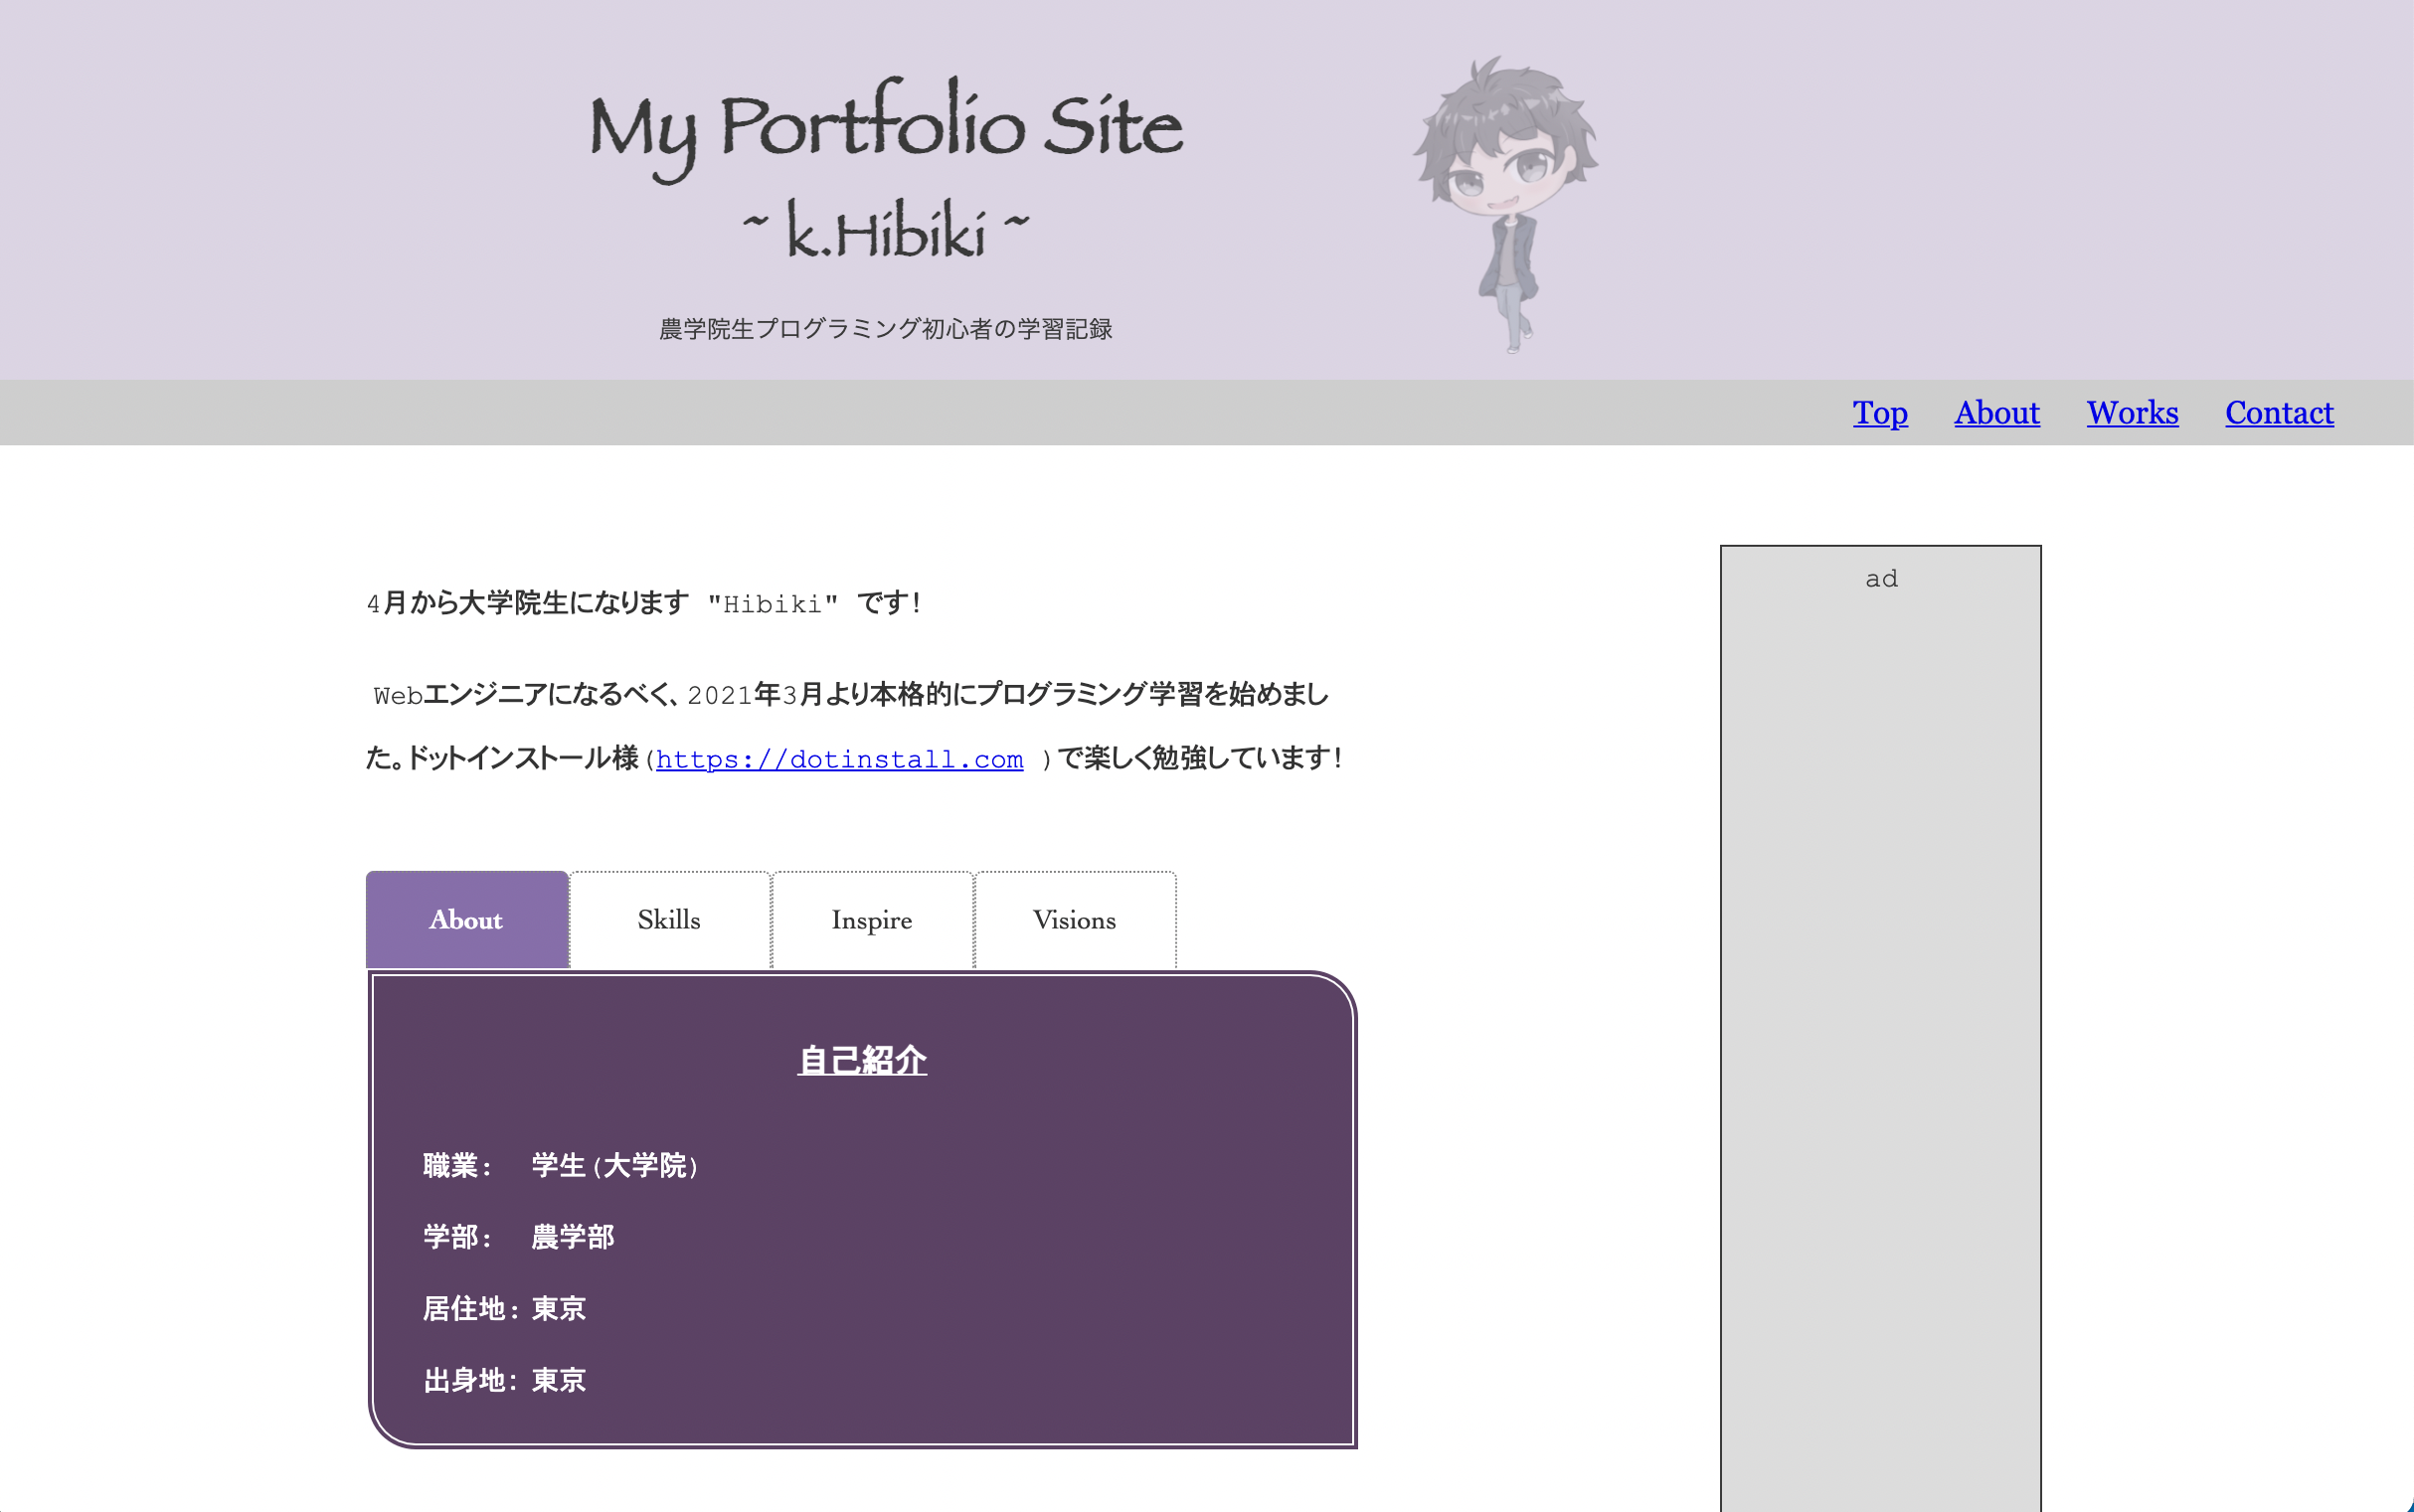 My Portfolio Site
~ k.Hibiki ~
農学院生プログラミング初心者の学習記録
Top About Works Contact
4月から大学院生になります "Hibiki" です!
Webエンジニアになるべく、2021年3月より本格的にプログラミング学習を始めまし
た。ドットインストール様(https://dotinstall.com )で楽しく勉強しています!
ad
About Skills Inspire Visions
自己紹介
職業: 学生(大学院)
学部: 農学部
居住地: 東京
出身地: 東京